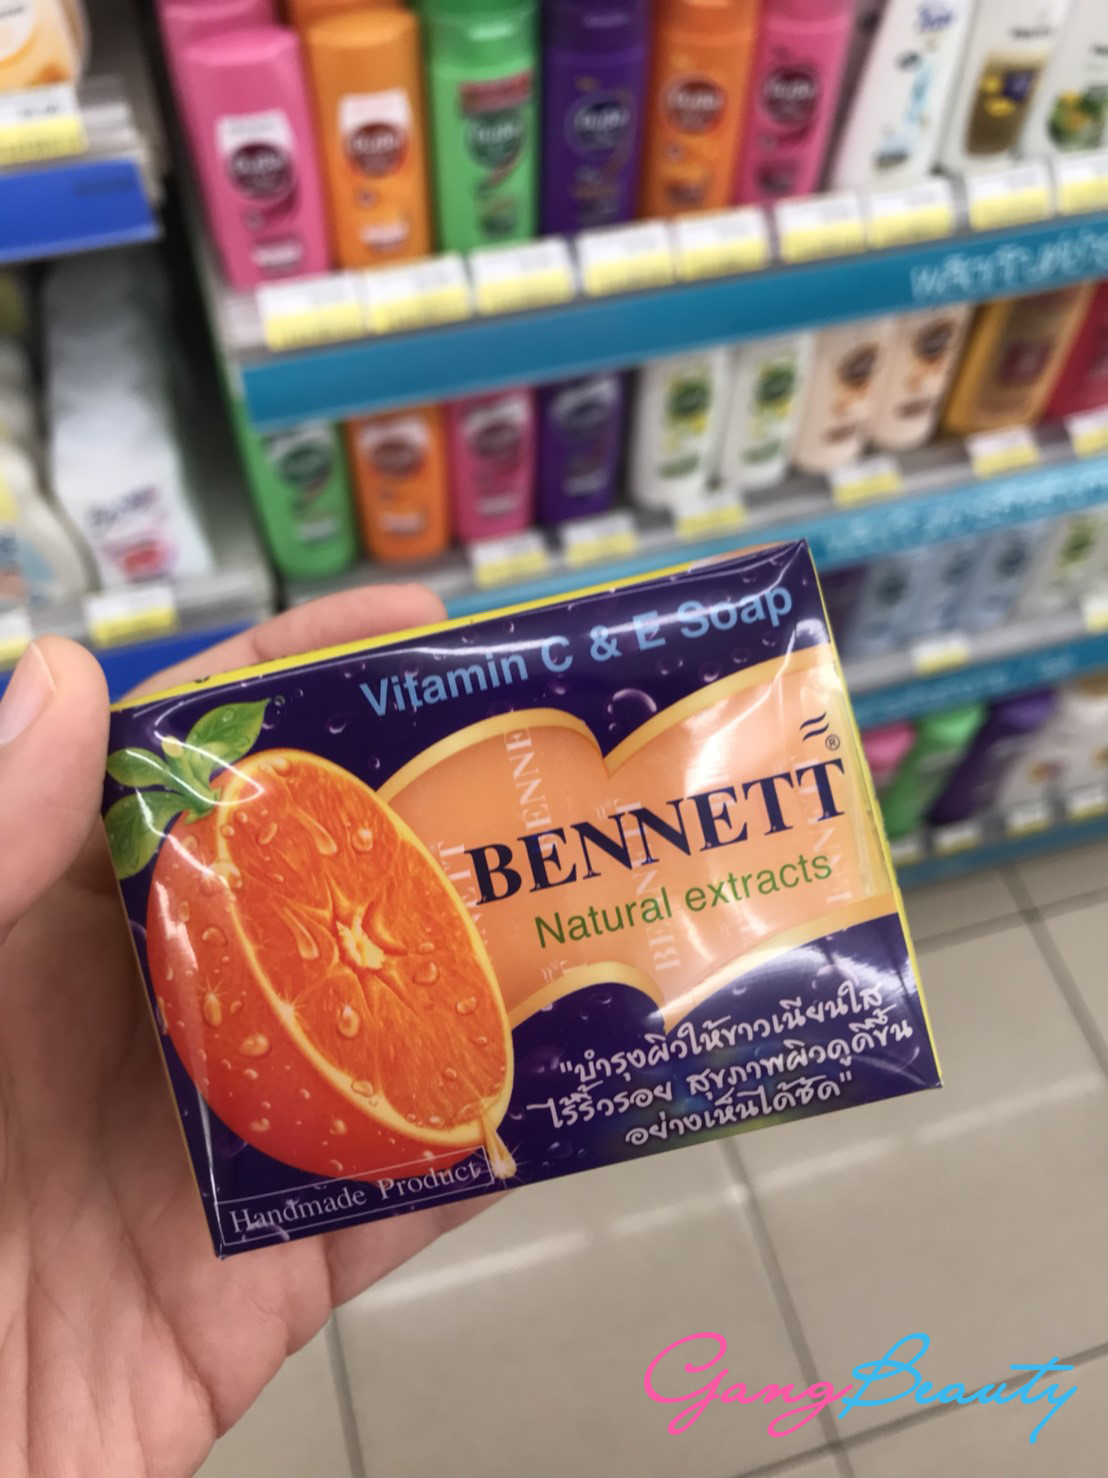 Vitamin C & E Soap
BENNETT
Natural extracts
"บำรุงผิวให้ขาวเนียนใส
ไร้ริ้วรอย สุขภาพผิวดูดีขึ้น
อย่างเห็นได้ชัด"
Handmade Product
GangBeauty